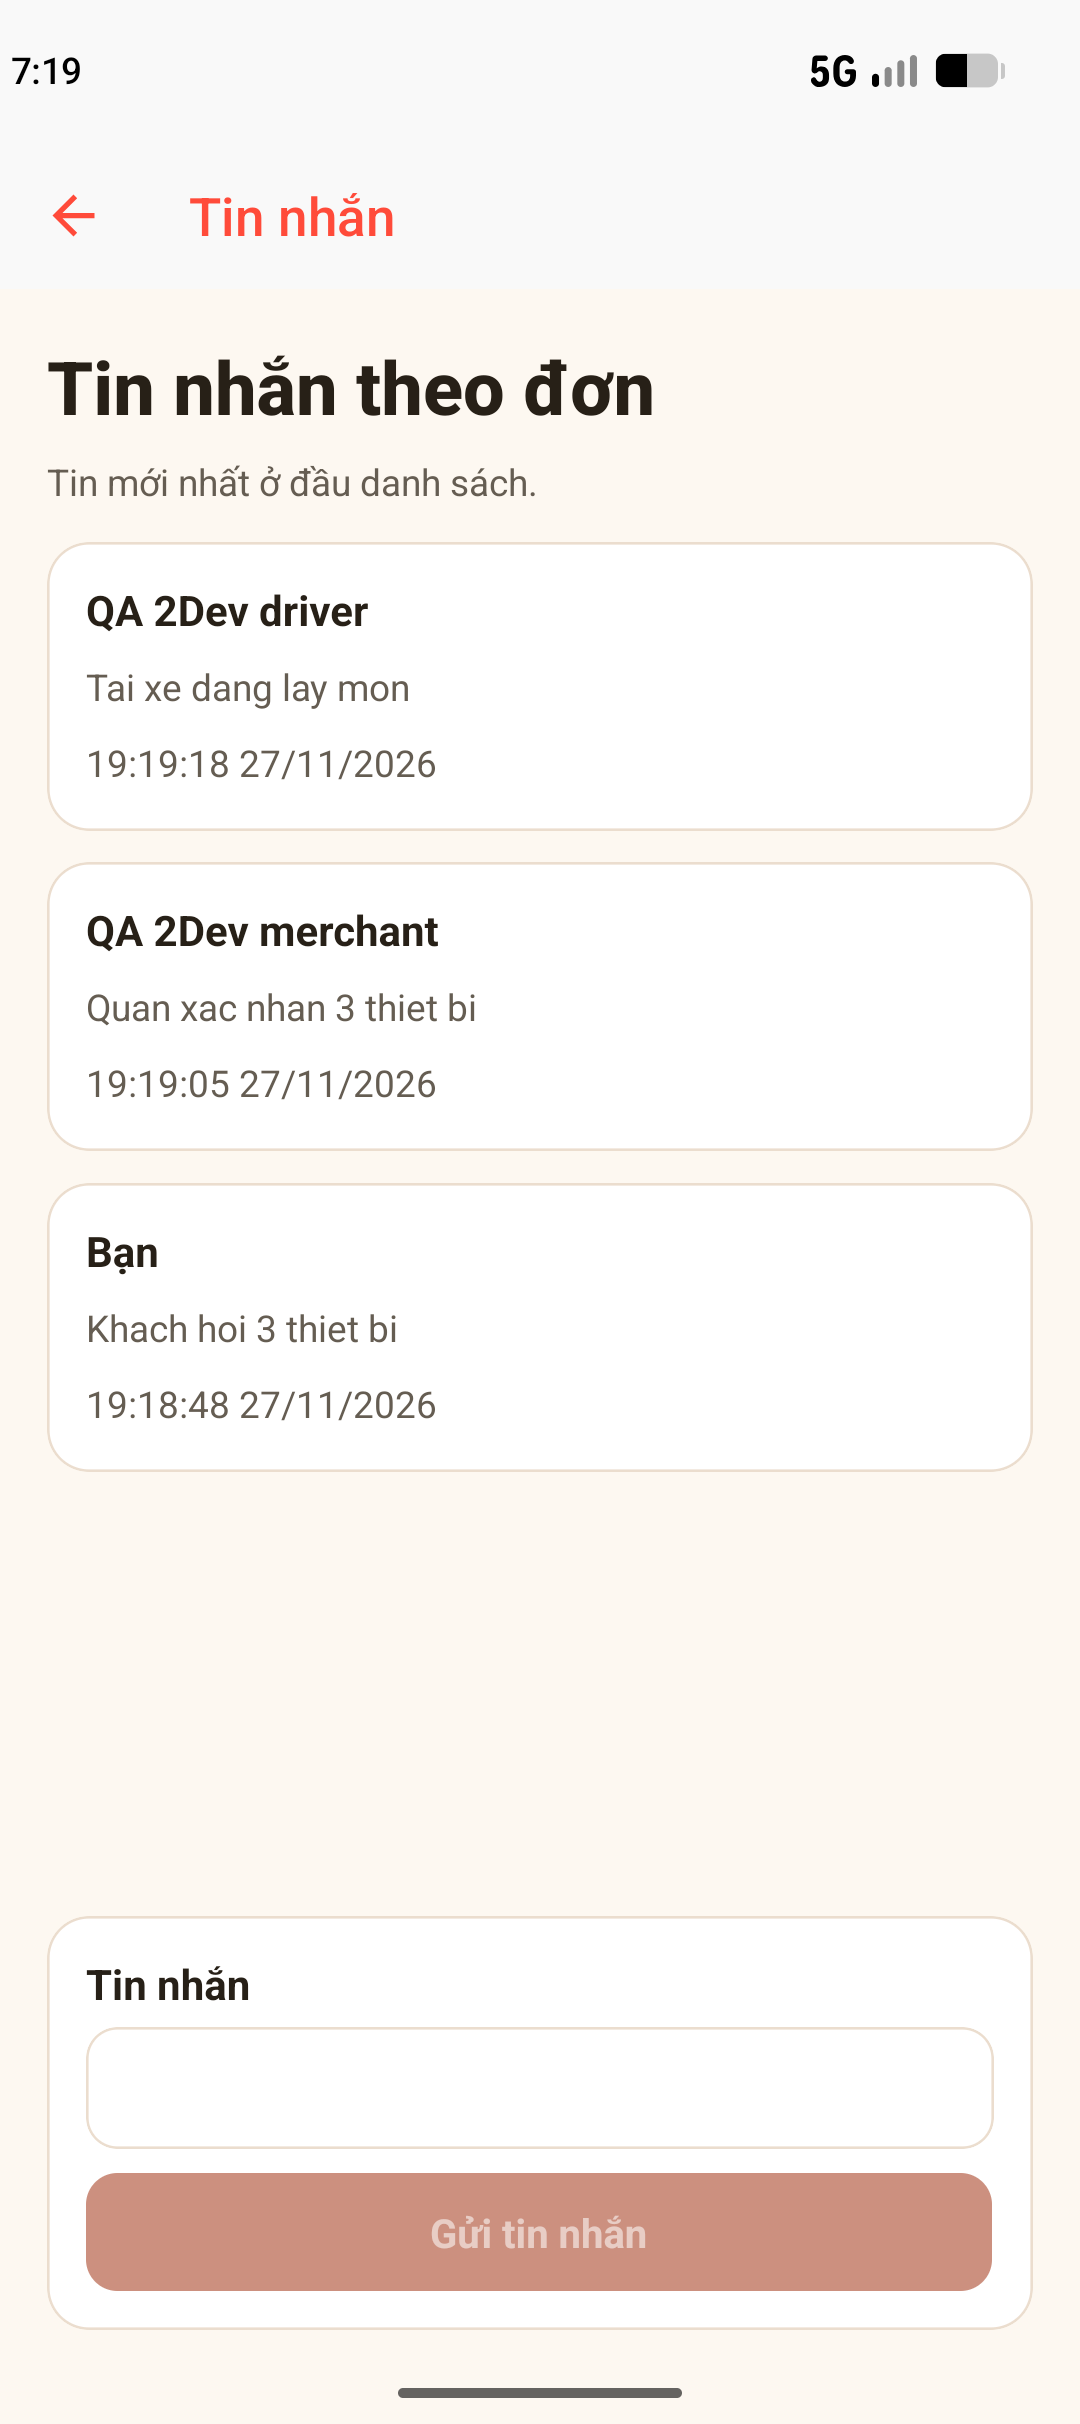 7:19
5G
Tin nhắn
Tin nhắn theo đơn
Tin mới nhất ở đầu danh sách.
QA 2Dev driver
Tai xe dang lay mon
19:19:18 27/11/2026
QA 2Dev merchant
Quan xac nhan 3 thiet bi
19:19:05 27/11/2026
Bạn
Khach hoi 3 thiet bi
19:18:48 27/11/2026
Tin nhắn
Gửi tin nhắn